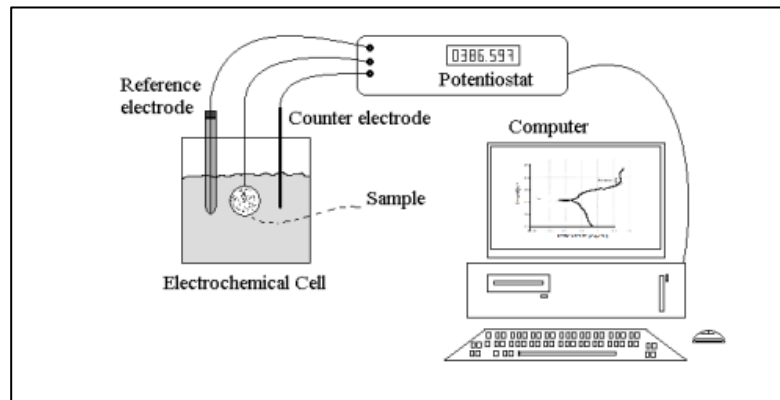 0386.597
Potentiostat
Reference
electrode
Counter electrode
Computer
Sample
Electrochemical Cell